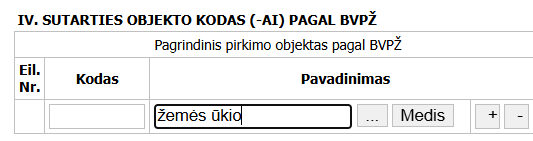 IV. SUTARTIES OBJEKTO KODAS (-AI) PAGAL BVPŽ
Pagrindinis pirkimo objektas pagal BVPŽ
Eil. Nr. Kodas Pavadinimas
žemės ūkio ... Medis + -